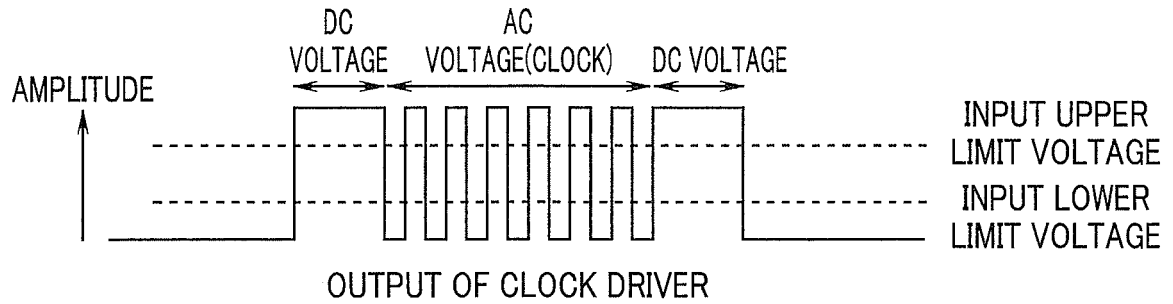 DC
VOLTAGE
AC
VOLTAGE(CLOCK)
DC VOLTAGE
AMPLITUDE
INPUT UPPER
LIMIT VOLTAGE
INPUT LOWER
LIMIT VOLTAGE
OUTPUT OF CLOCK DRIVER